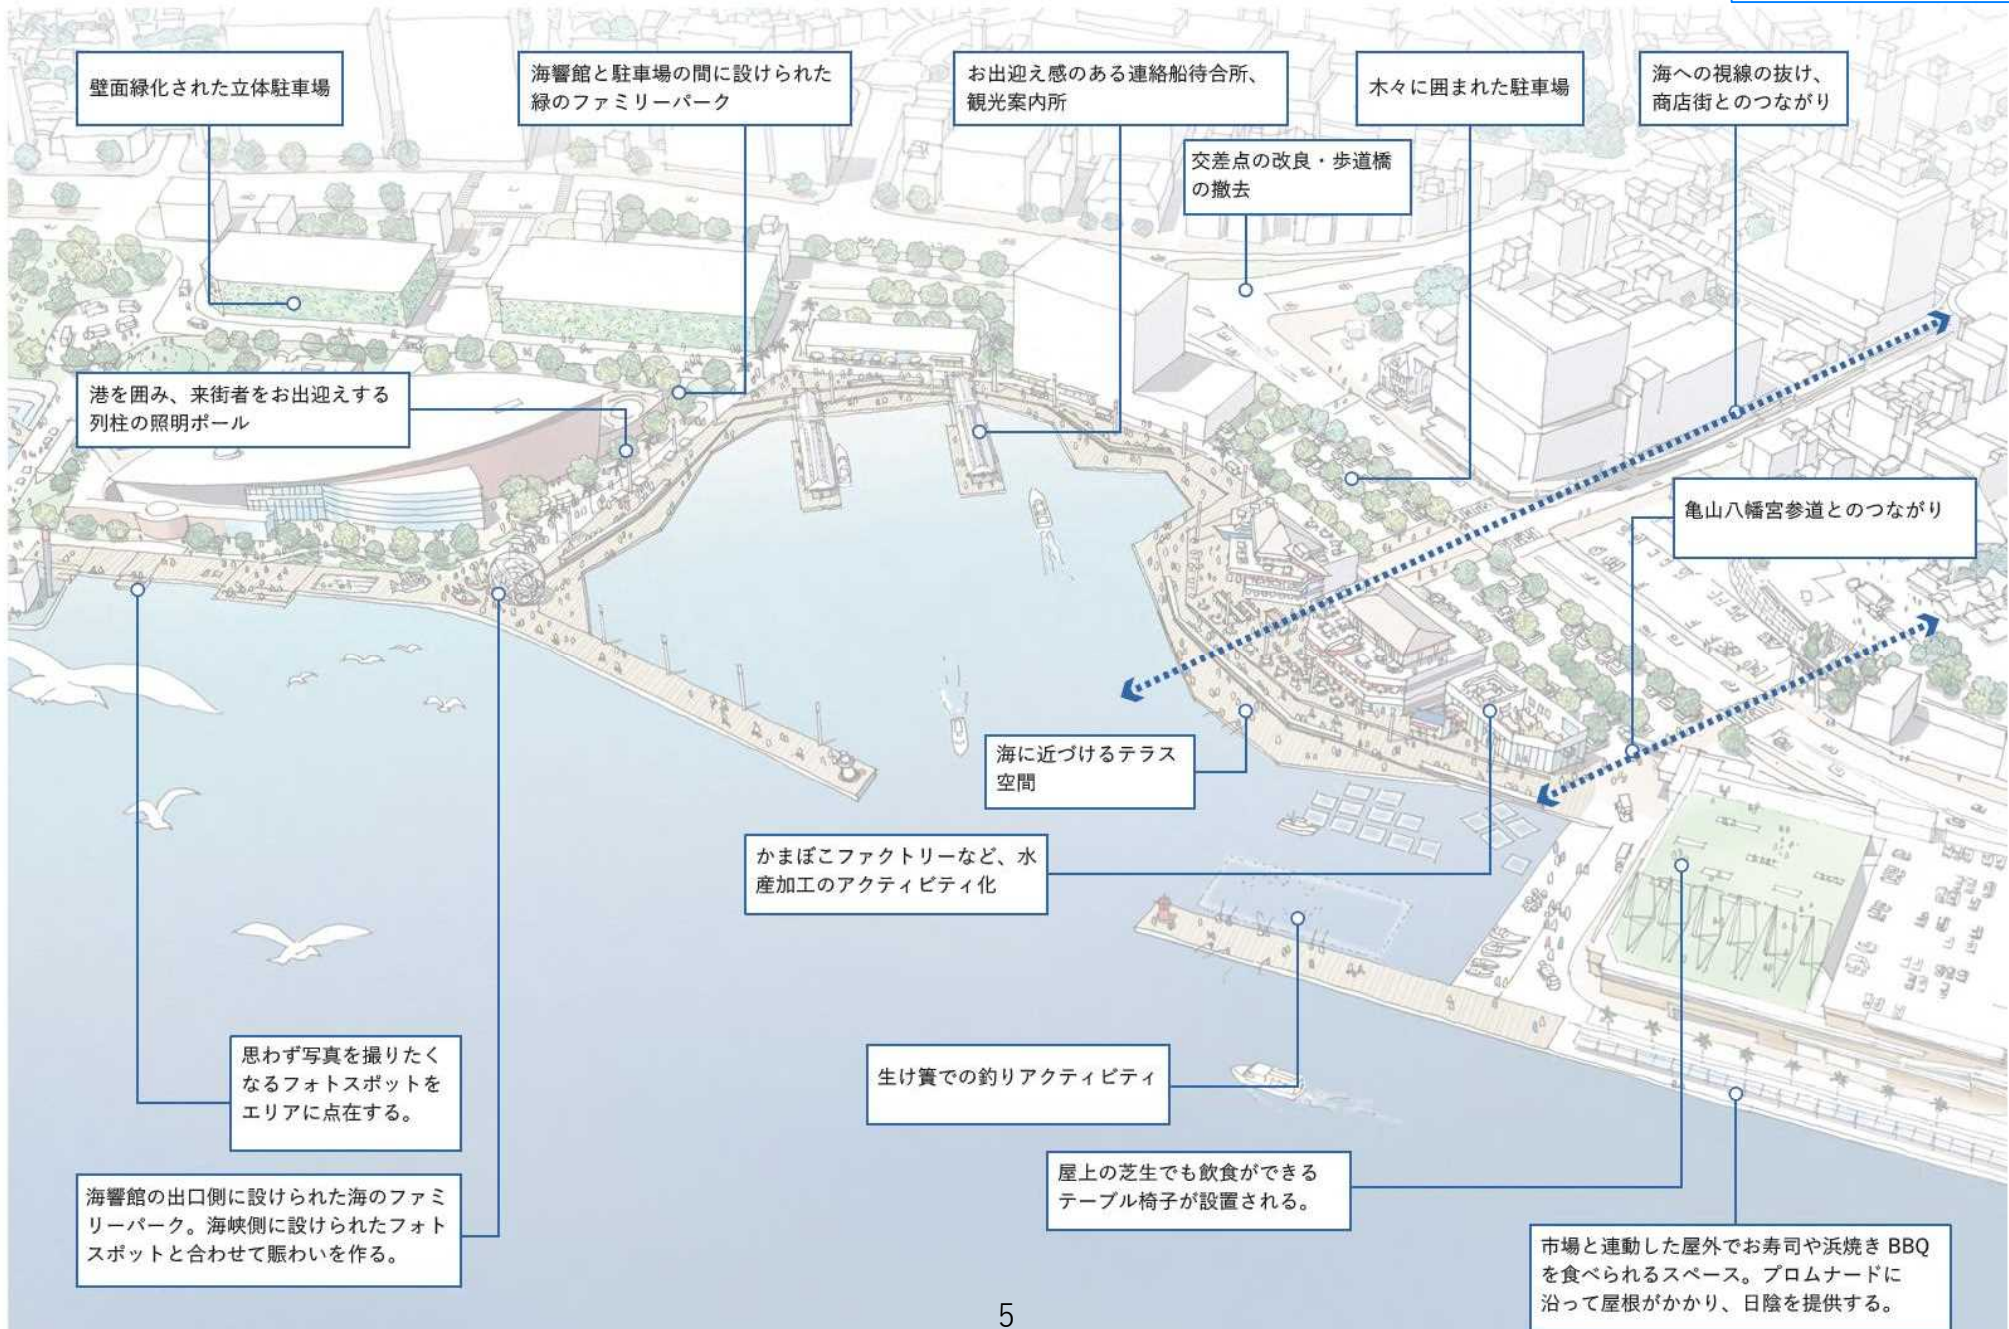 壁面緑化された立体駐車場
海響館と駐車場の間に設けられた
緑のファミリーパーク
お出迎え感のある連絡船待合所、
観光案内所
木々に囲まれた駐車場
海への視線の抜け、
商店街とのつながり
交差点の改良・歩道橋
の撤去
港を囲み、来街者をお出迎えする
列柱の照明ポール
亀山八幡宮参道とのつながり
海に近づけるテラス
空間
かまぼこファクトリーなど、水
産加工のアクティビティ化
思わず写真を撮りたく
なるフォトスポットを
エリアに点在する。
生け簀での釣りアクティビティ
屋上の芝生でも飲食ができる
テーブル椅子が設置される。
海響館の出口側に設けられた海のファミ
リーパーク。海峡側に設けられたフォト
スポットと合わせて賑わいを作る。
市場と連動した屋外でお寿司や浜焼き BBQ
を食べられるスペース。プロムナードに
沿って屋根がかかり、日陰を提供する。
5